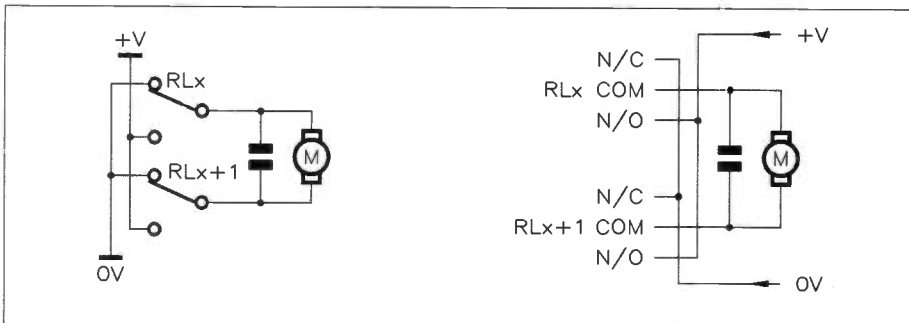 +V
RLx
RLx+1
M
0V
+V
N/C
RLx COM
N/O
M
N/C
RLx+1 COM
N/O
0V